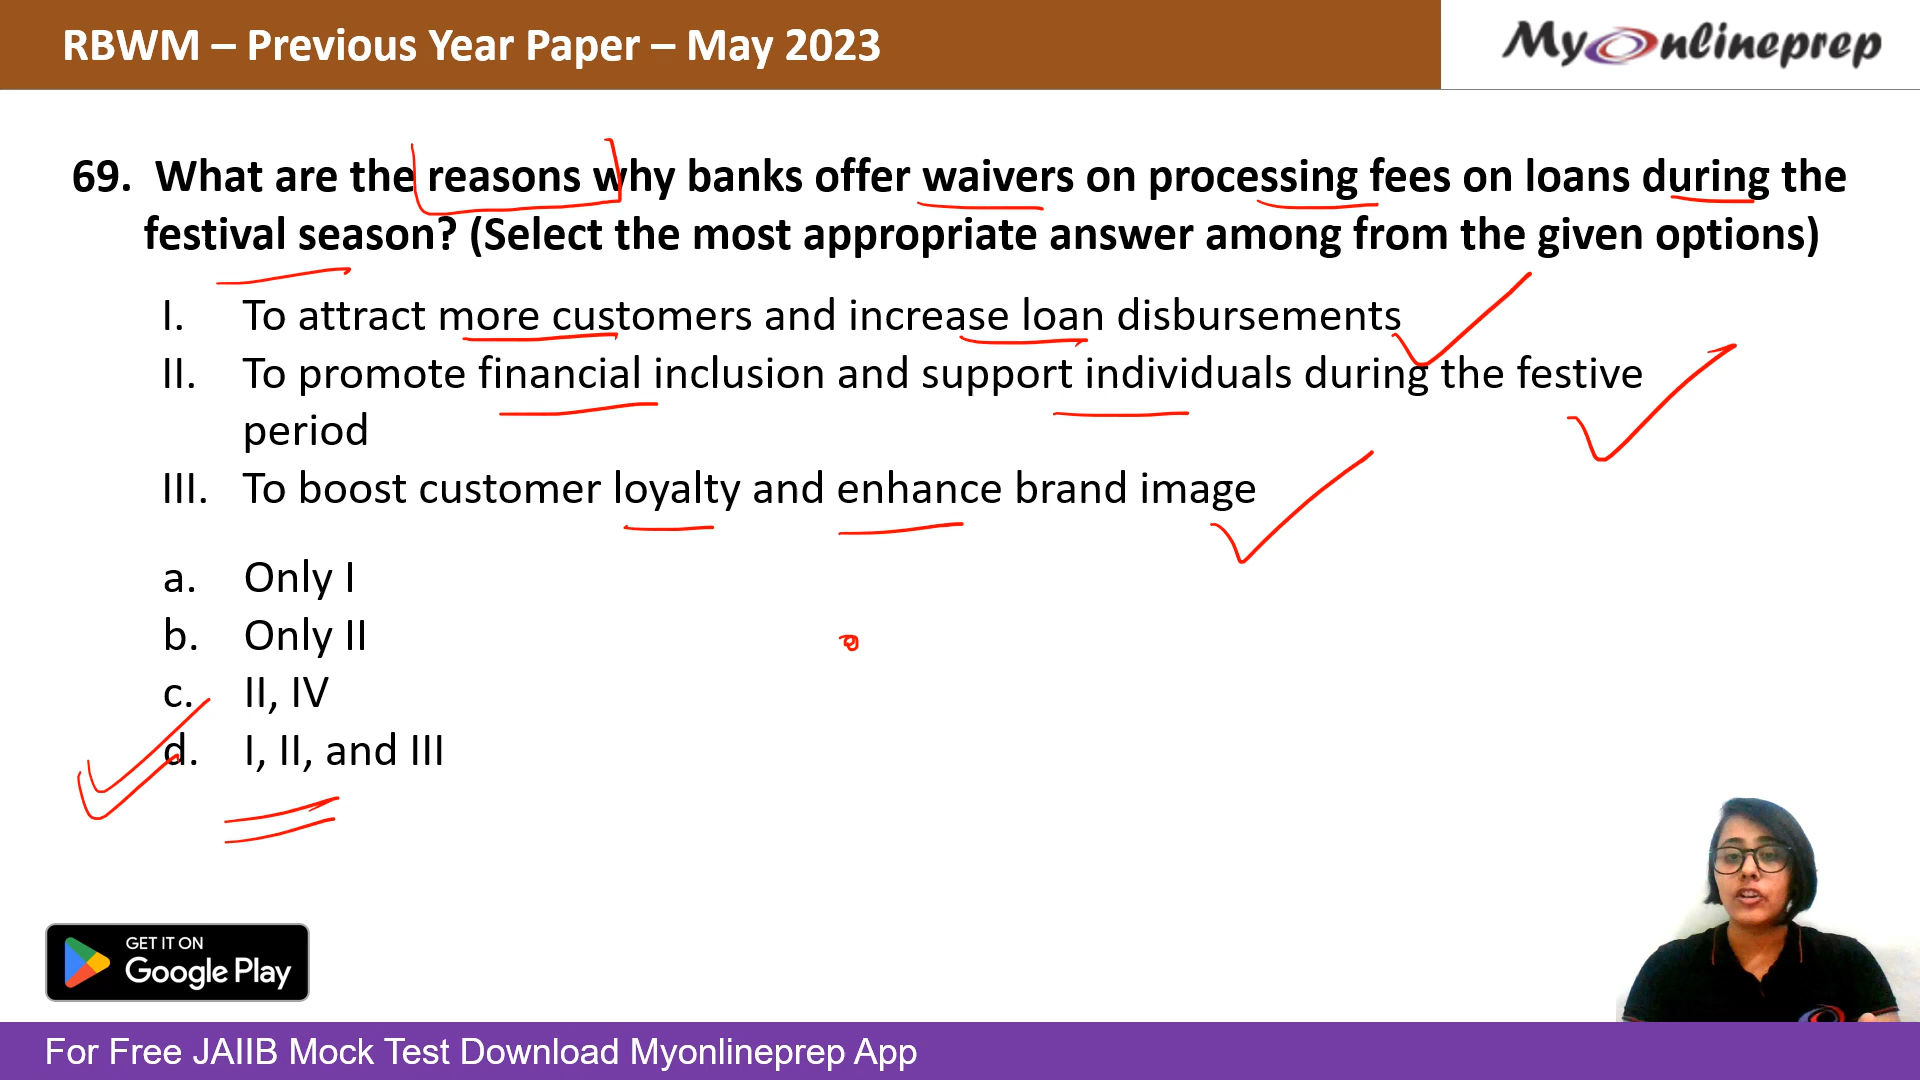 RBWM – Previous Year Paper – May 2023
Myonlineprep
69. What are the reasons why banks offer waivers on processing fees on loans during the
festival season? (Select the most appropriate answer among from the given options)
I. To attract more customers and increase loan disbursements
II. To promote financial inclusion and support individuals during the festive
period
III. To boost customer loyalty and enhance brand image
a. Only I
b. Only II
c. II, IV
d. I, II, and III
GET IT ON
Google Play
For Free JAIIB Mock Test Download Myonlineprep App